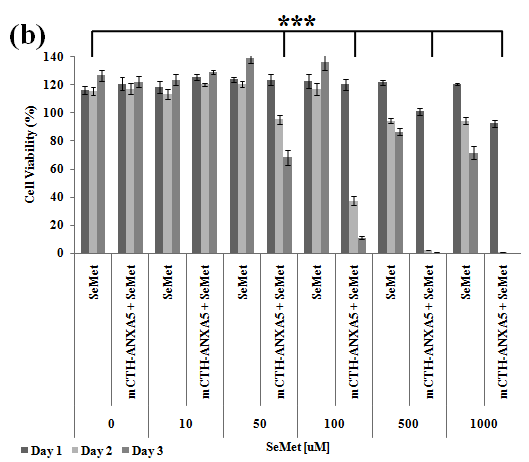 (b)
***
Cell Viability (%)
140
120
100
80
60
40
20
0
SeMet
mCTH-ANXA5 + SeMet
SeMet
mCTH-ANXA5 + SeMet
SeMet
mCTH-ANXA5 + SeMet
SeMet
mCTH-ANXA5 + SeMet
SeMet
mCTH-ANXA5 + SeMet
SeMet
mCTH-ANXA5 + SeMet
0 10 50 100 500 1000
SeMet [uM]
Day 1 Day 2 Day 3